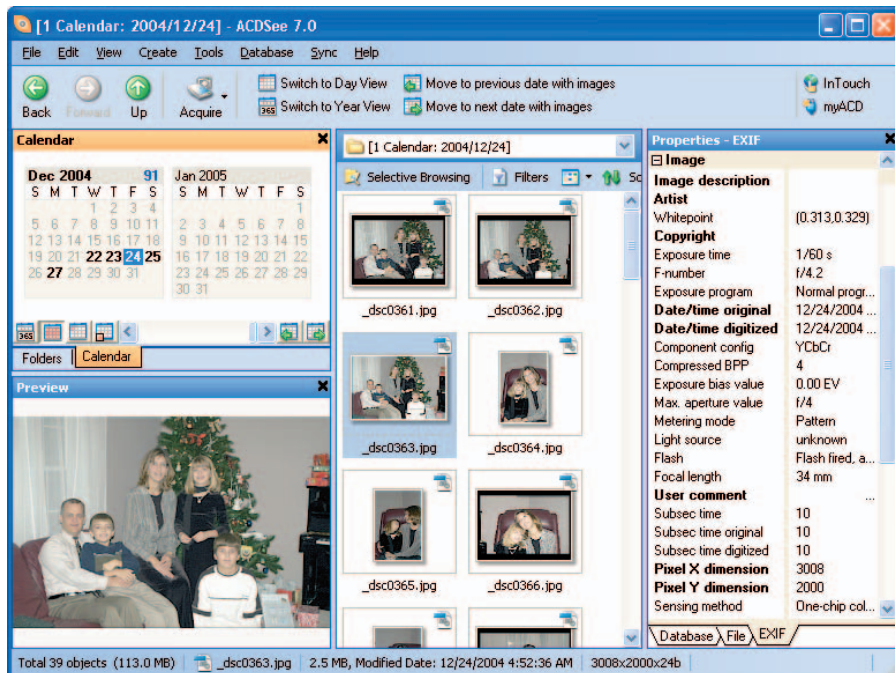 [1 Calendar: 2004/12/24] - ACDSee 7.0
File Edit View Create Tools Database Sync Help
Back Forward Up Acquire
Switch to Day View Move to previous date with images
365 Switch to Year View Move to next date with images
InTouch
myACD
Calendar
Dec 2004 91
S M T W T F S
1 2 3 4
5 6 7 8 9 10 11
12 13 14 15 16 17 18
19 20 21 22 23 24 25
26 27 28 29 30 31
Jan 2005
S M T W T F S
1
2 3 4 5 6 7 8
9 10 11 12 13 14 15
16 17 18 19 20 21 22
23 24 25 26 27 28 29
30 31
365
Folders Calendar
Preview
[1 Calendar: 2004/12/24]
Selective Browsing Filters Sc
_dsc0361.jpg _dsc0362.jpg
_dsc0363.jpg _dsc0364.jpg
_dsc0365.jpg _dsc0366.jpg
Properties - EXIF
Image
Image description
Artist
Whitepoint (0.313,0.329)
Copyright
Exposure time 1/60 s
F-number f/4.2
Exposure program Normal progr...
Date/time original 12/24/2004 ...
Date/time digitized 12/24/2004 ...
Component config YCbCr
Compressed BPP 4
Exposure bias value 0.00 EV
Max. aperture value f/4
Metering mode Pattern
Light source unknown
Flash Flash fired, a...
Focal length 34 mm
User comment ...
Subsec time 10
Subsec time original 10
Subsec time digitized 10
Pixel X dimension 3008
Pixel Y dimension 2000
Sensing method One-chip col...
Database File EXIF
Total 39 objects (113.0 MB) _dsc0363.jpg 2.5 MB, Modified Date: 12/24/2004 4:52:36 AM 3008x2000x24b